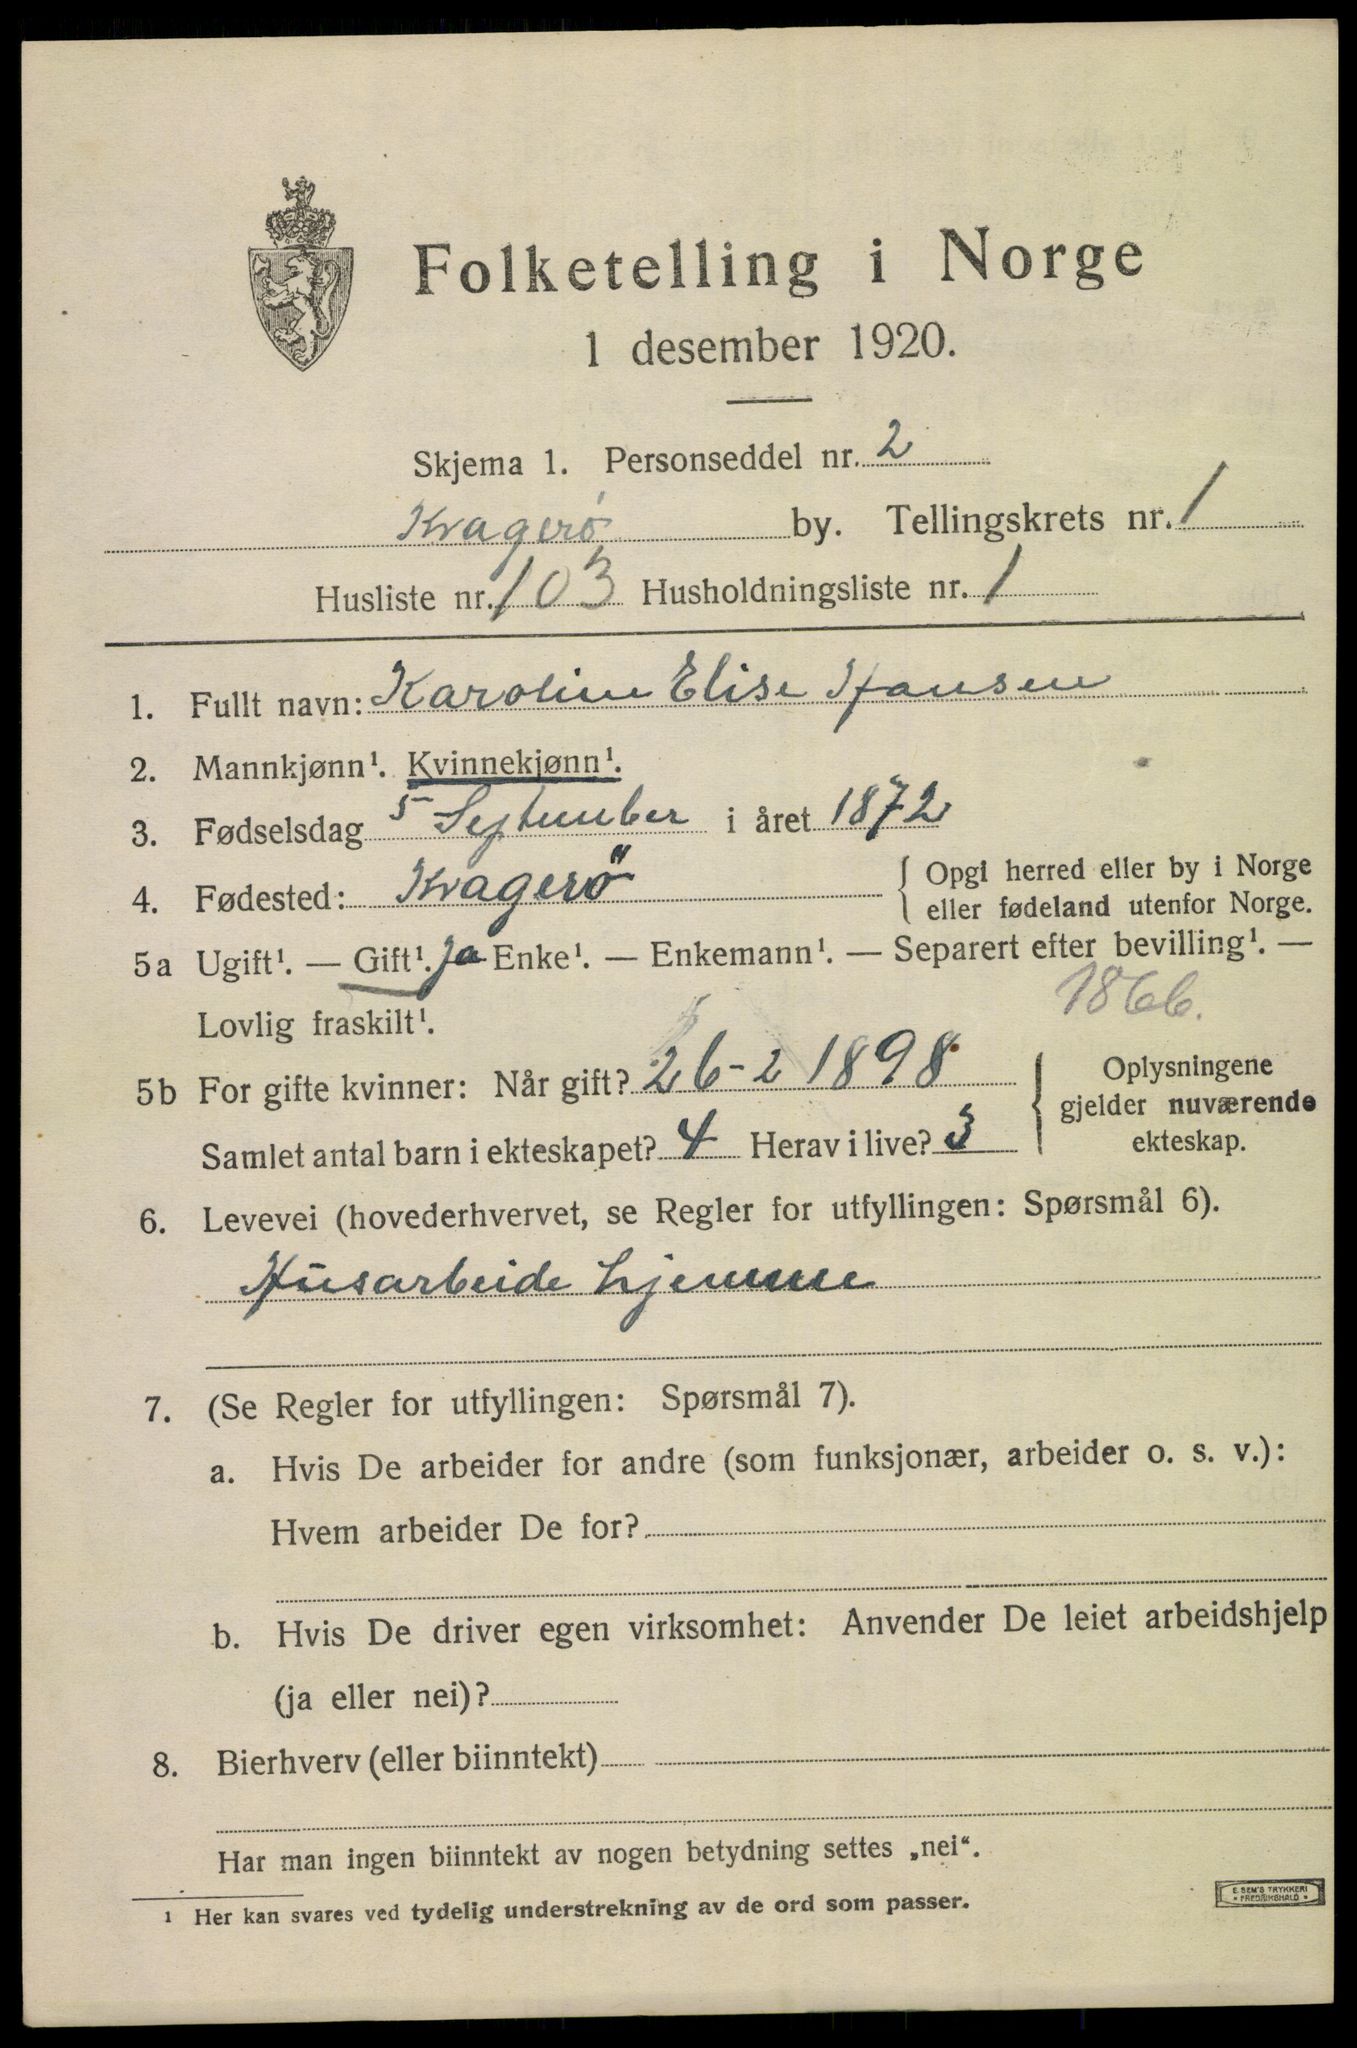 Folketelling i Norge
1 desember 1920.
Skjema 1. Personseddel nr. 2
Kragerø by. Tellingskrets nr. 1
Husliste nr. 103 Husholdningsliste nr. 1
1. Fullt navn: Karoline Elise Hansen
2. Mannkjønn¹. Kvinnekjønn¹.
3. Fødselsdag 5 September i året 1872
4. Fødested: Kragerö { Opgi herred eller by i Norge
eller fødeland utenfor Norge.
5a Ugift¹. — Gift¹. Ja Enke¹. — Enkemann¹. — Separert efter bevilling¹. —
Lovlig fraskilt¹.
1866.
5b For gifte kvinner: Når gift? 26-2 1898
Samlet antal barn i ekteskapet? 4 Herav i live? 3
{ Oplysningene
gjelder nuværende
ekteskap.
6. Levevei (hovederhvervet, se Regler for utfyllingen: Spørsmål 6).
Husarbeide hjemme
7. (Se Regler for utfyllingen: Spørsmål 7).
a. Hvis De arbeider for andre (som funksjonær, arbeider o. s. v.):
Hvem arbeider De for?
b. Hvis De driver egen virksomhet: Anvender De leiet arbeidshjelp
(ja eller nei)?
8. Bierhverv (eller biinntekt)
Har man ingen biinntekt av nogen betydning settes „nei“.
¹ Her kan svares ved tydelig understrekning av de ord som passer.
E. SEM'S TRYKKERI
* FREDRIKSHALD *